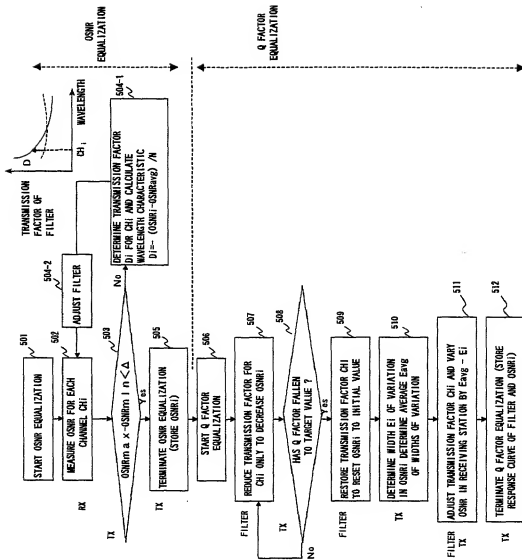 OSNR
EQUALIZATION
Q FACTOR
EQUALIZATION
TRANSMISSION
FACTOR OF
FILTER
D
CHi
WAVELENGTH
501
START OSNR EQUALIZATION
502
MEASURE OSNR FOR EACH
CHANNEL CHi
RX
503
OSNRmax-OSNRmin<Δ
TX
No
Yes
504-1
DETERMINE TRANSMISSION FACTOR
Di FOR CHi AND CALCULATE
WAVELENGTH CHARACTERISTIC
Di=-(OSNRi-OSNRavg)/N
504-2
ADJUST FILTER
505
TERMINATE OSNR EQUALIZATION
(STORE OSNRi)
TX
506
START Q FACTOR
EQUALIZATION
507
REDUCE TRANSMISSION FACTOR FOR
CHi ONLY TO DECREASE OSNRi
FILTER
508
HAS Q FACTOR FALLEN
TO TARGET VALUE ?
TX
No
Yes
509
RESTORE TRANSMISSION FACTOR CHi
TO RESET OSNRi TO INITIAL VALUE
FILTER
510
DETERMINE WIDTH Ei OF VARIATION
IN OSNRi DETERMINE AVERAGE Eavg
OF WIDTHS OF VARIATION
TX
511
ADJUST TRANSMISSION FACTOR CHi AND VARY
OSNR IN RECEIVING STATION BY Eavg - Ei
FILTER
TX
512
TERMINATE Q FACTOR EQUALIZATION (STORE
RESPONSE CURVE OF FILTER AND OSNRi)
TX